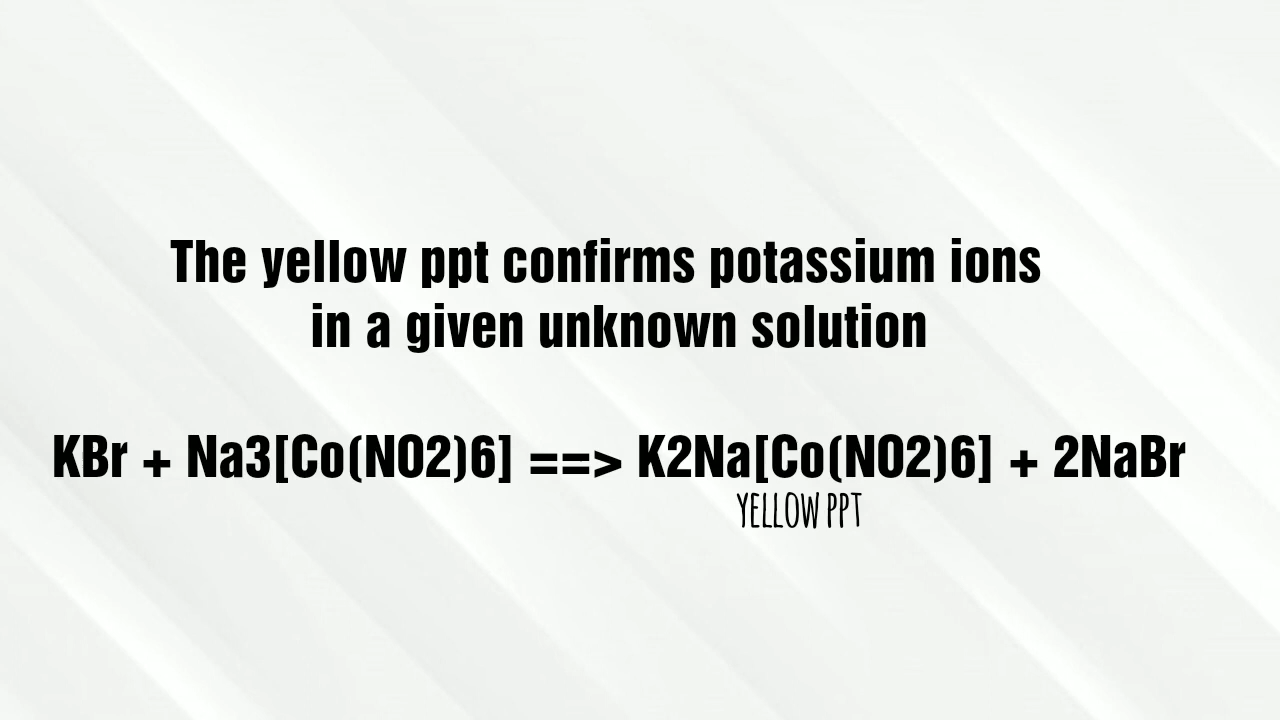 The yellow ppt confirms potassium ions
in a given unknown solution
KBr + Na3[Co(NO2)6] ==> K2Na[Co(NO2)6] + 2NaBr
YELLOW PPT